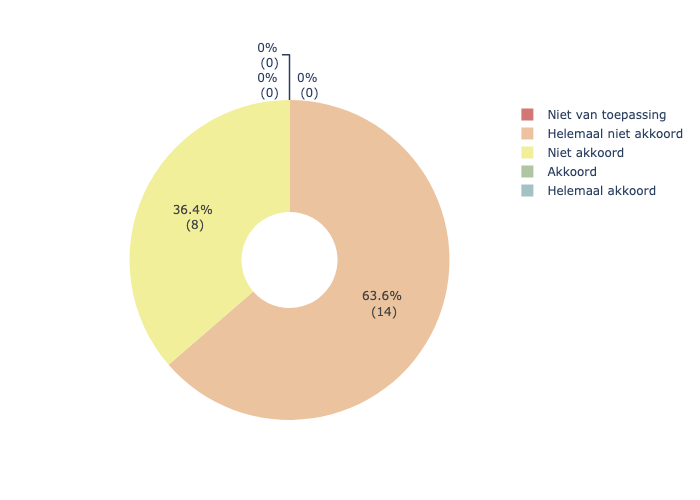 0%
(0)
0%
(0)
0%
(0)
36.4%
(8)
63.6%
(14)
Niet van toepassing
Helemaal niet akkoord
Niet akkoord
Akkoord
Helemaal akkoord